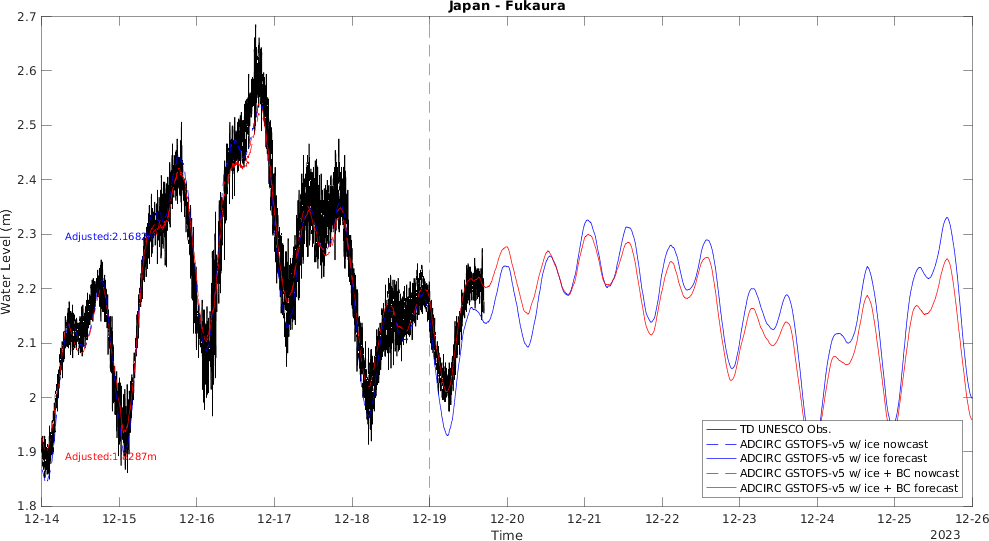 Japan - Fukaura
2.7
2.6
2.5
2.4
2.3
2.2
2.1
2
1.9
1.8
Water Level (m)
Adjusted:2.168
TD UNESCO Obs.
ADCIRC GSTOFS-v5 w/ ice nowcast
ADCIRC GSTOFS-v5 w/ ice forecast
ADCIRC GSTOFS-v5 w/ ice + BC nowcast
ADCIRC GSTOFS-v5 w/ ice + BC forecast
12-14 12-15 12-16 12-17 12-18 12-19 12-20 12-21 12-22 12-23 12-24 12-25 12-26
Time
2023